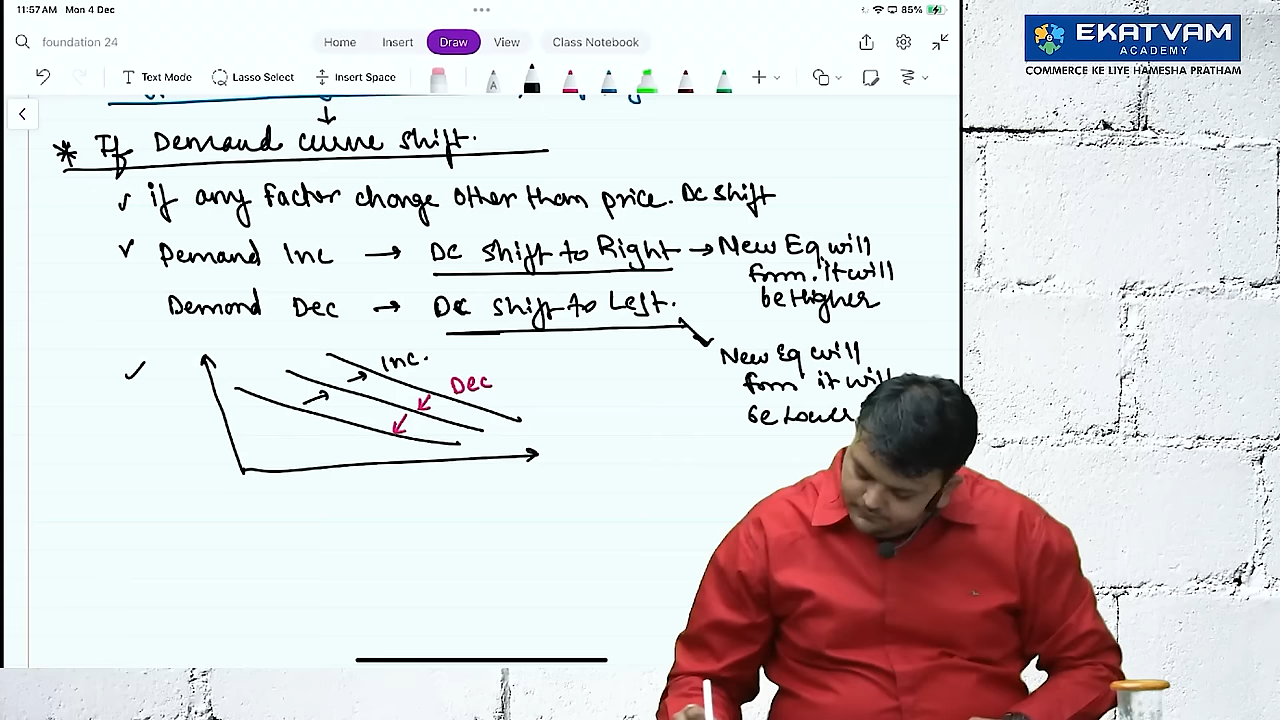 11:57 AM Mon 4 Dec
85%
foundation 24
Home Insert Draw View Class Notebook
Text Mode Lasso Select Insert Space
EKATVAM
ACADEMY
COMMERCE KE LIYE HAMESHA PRATHAM
* If Demand curve shift.
if any factor change other than price. DC shift
Demand Inc → DC shift to Right → New Eq will
form. it will
be Higher
Demand Dec → DC shift to Left.
New Eq will
form it will
be Lower
Inc.
Dec